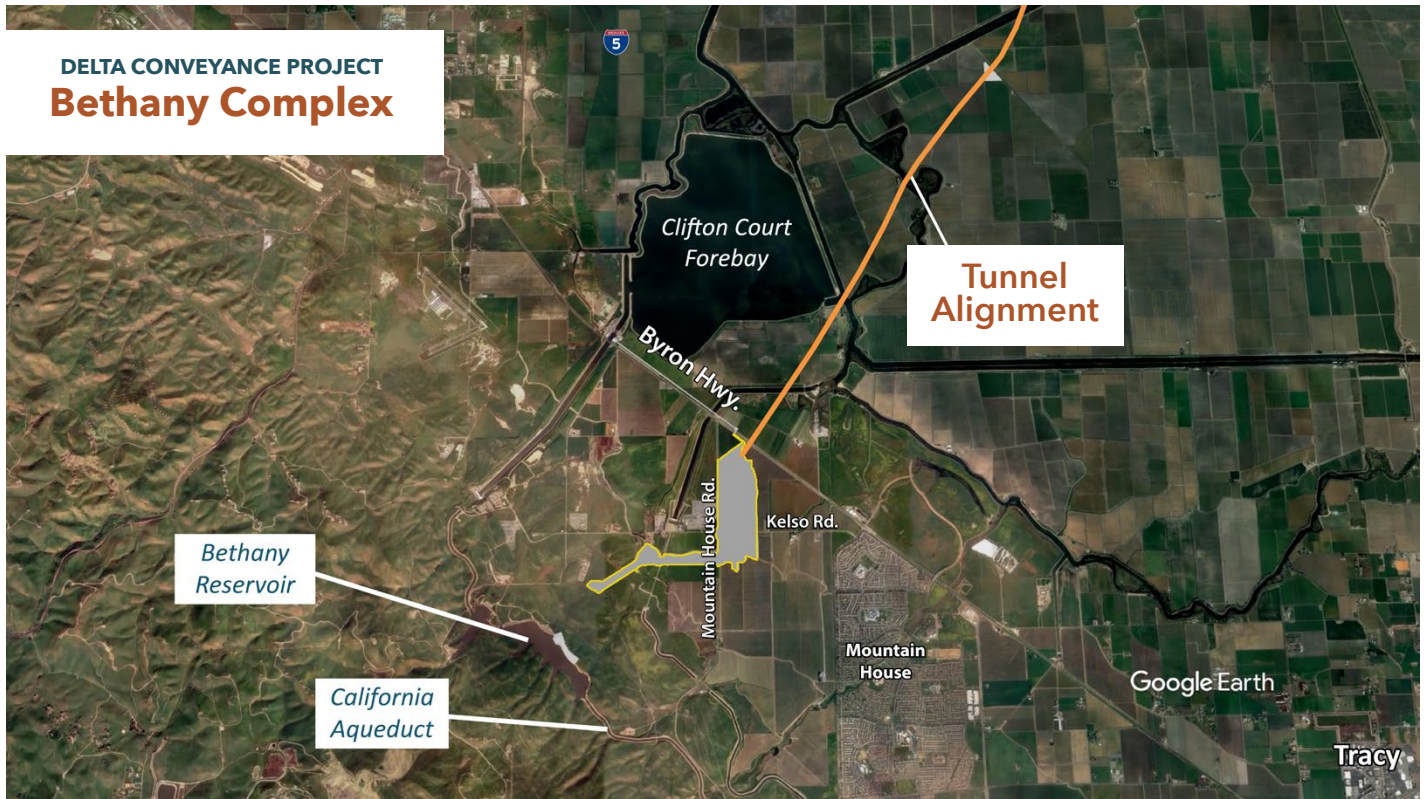 DELTA CONVEYANCE PROJECT
Bethany Complex
5
Clifton Court
Forebay
Tunnel
Alignment
Byron Hwy.
Mountain House Rd.
Kelso Rd.
Bethany
Reservoir
Mountain
House
California
Aqueduct
Google Earth
Tracy